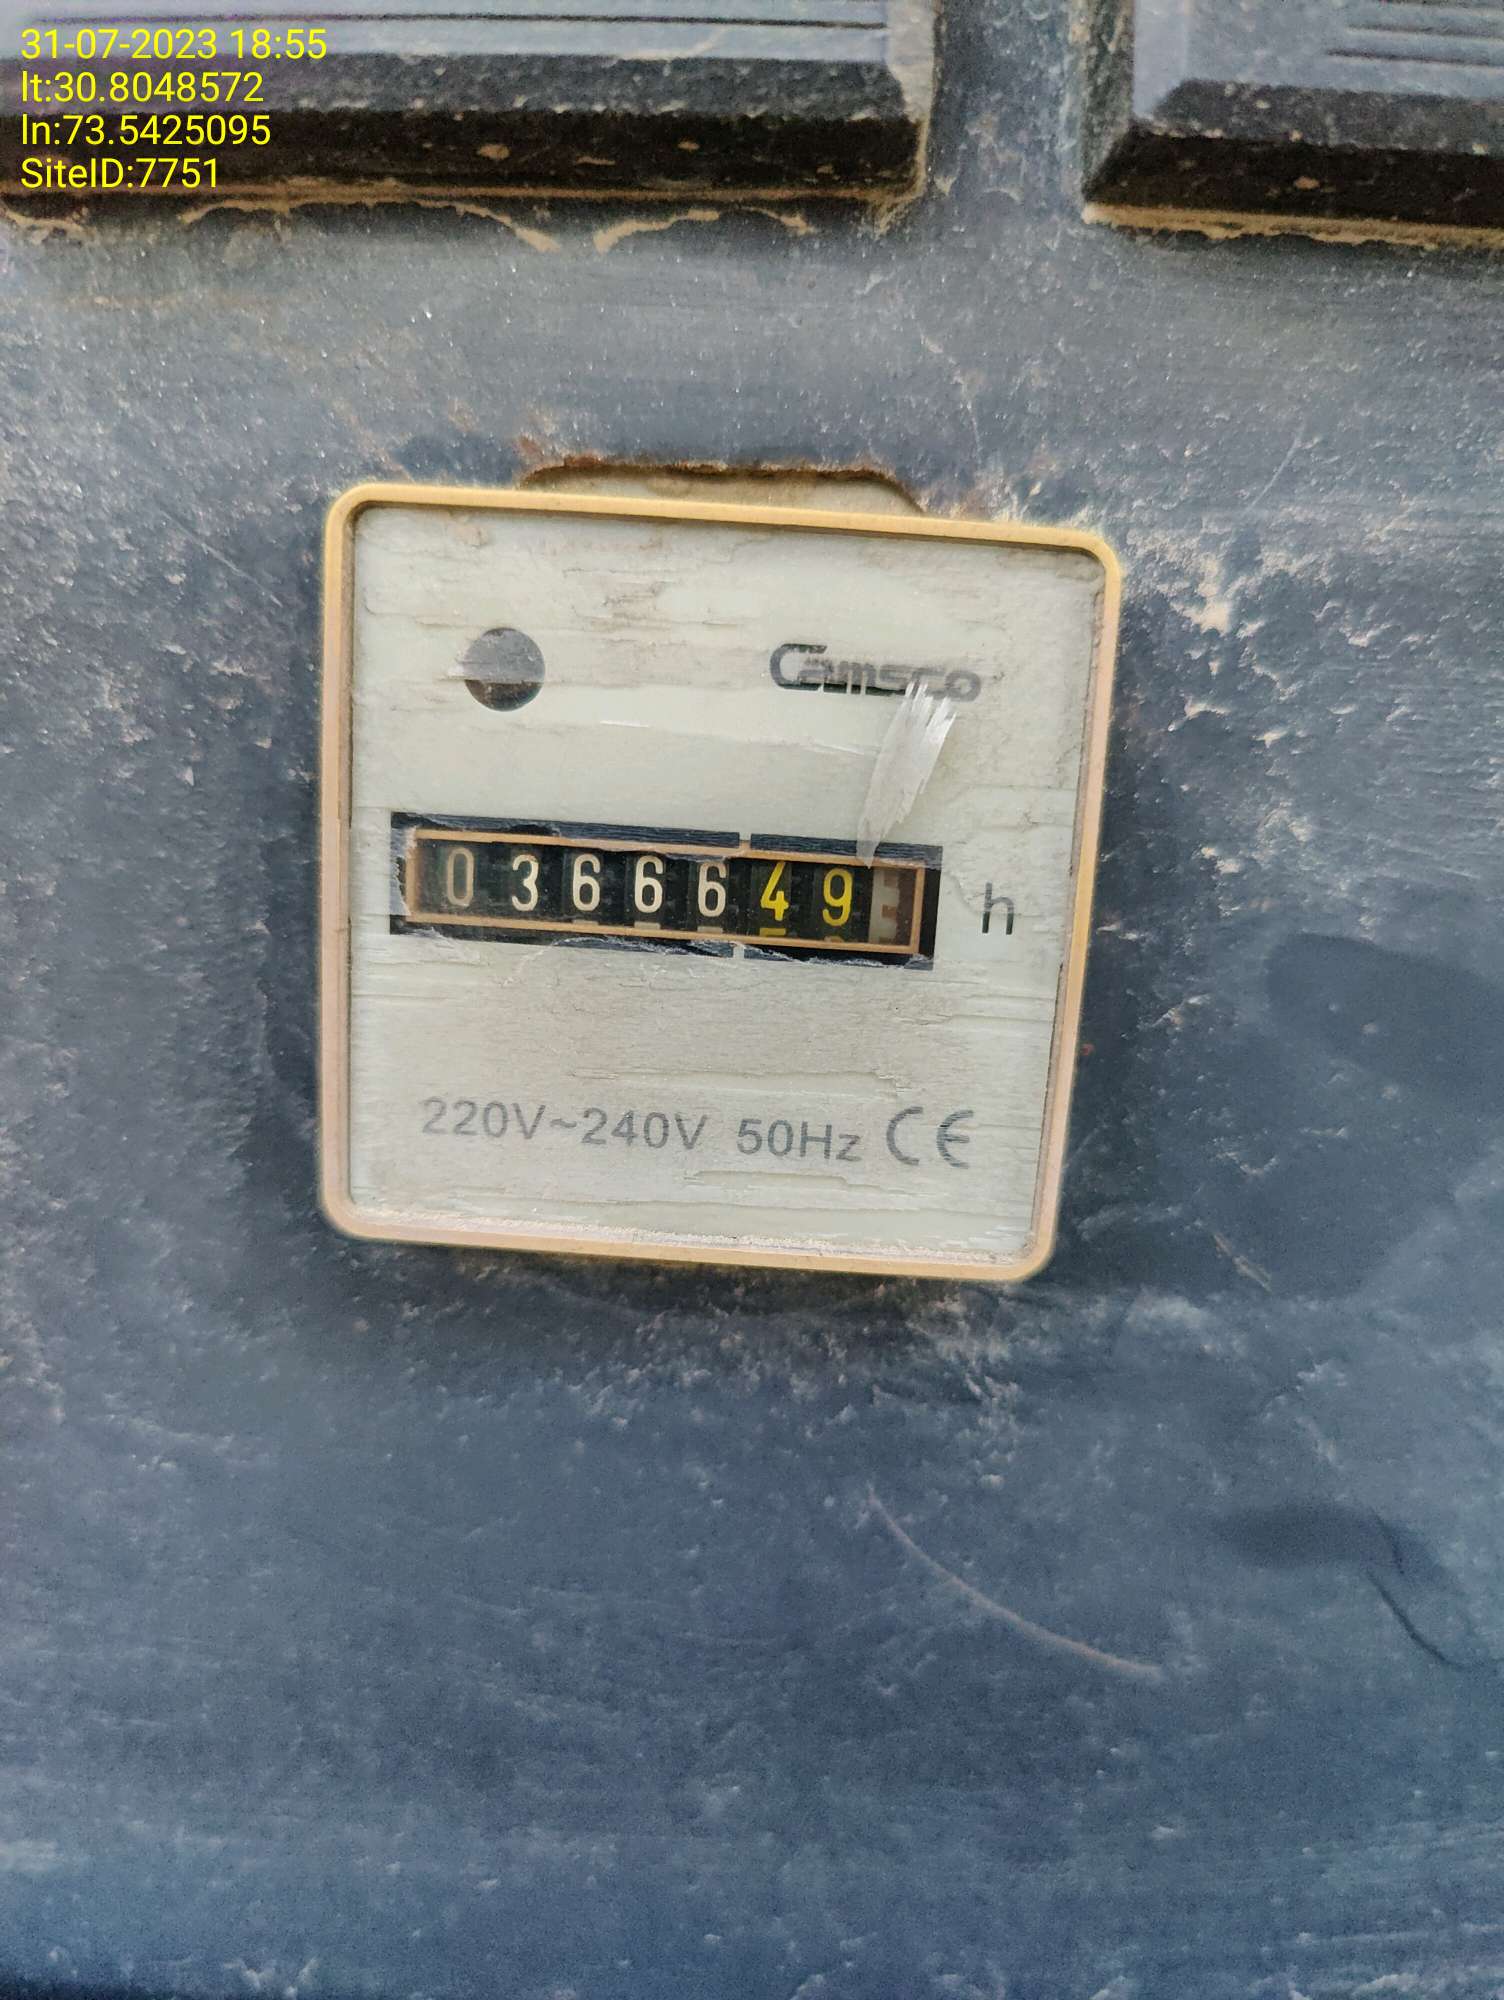 31-07-2023 18:55
lt:30.8048572
ln:73.5425095
SiteID:7751
Camsco
0366649 h
220V~240V 50Hz CE